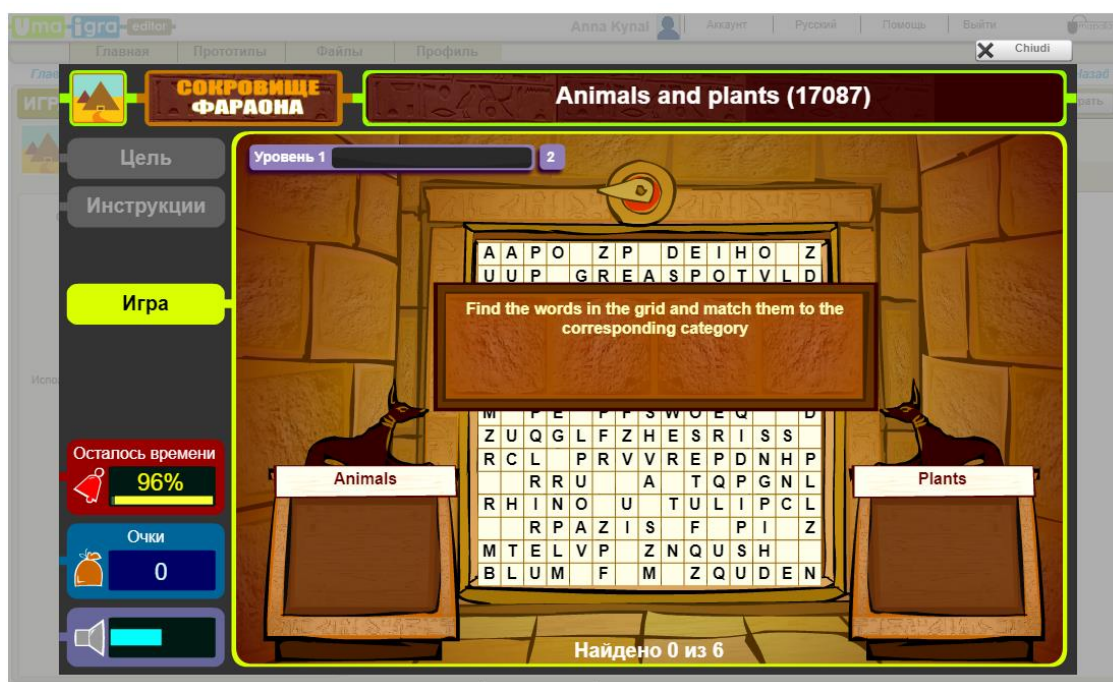 Uma igra editor
Anna Kynal Аккаунт Русский Помощь Выйти
Главная Прототипы Файлы Профиль
Chiudi
СОКРОВИЩЕ
ФАРАОНА
Animals and plants (17087)
Цель
Инструкции
Игра
Уровень 1 2
A A P O Z P D E I H O Z
U U P G R E A S P O T V L D
Find the words in the grid and match them to the
corresponding category
M P E P F S W O E Q D
Z U Q G L F Z H E S R I S S
R C L P R V V R E P D N H P
R R U A T Q P G N L
R H I N O U T U L I P C L
R P A Z I S F P I Z
M T E L V P Z N Q U S H
B L U M F M Z Q U D E N
Animals
Plants
Осталось времени
96%
Очки
0
Найдено 0 из 6